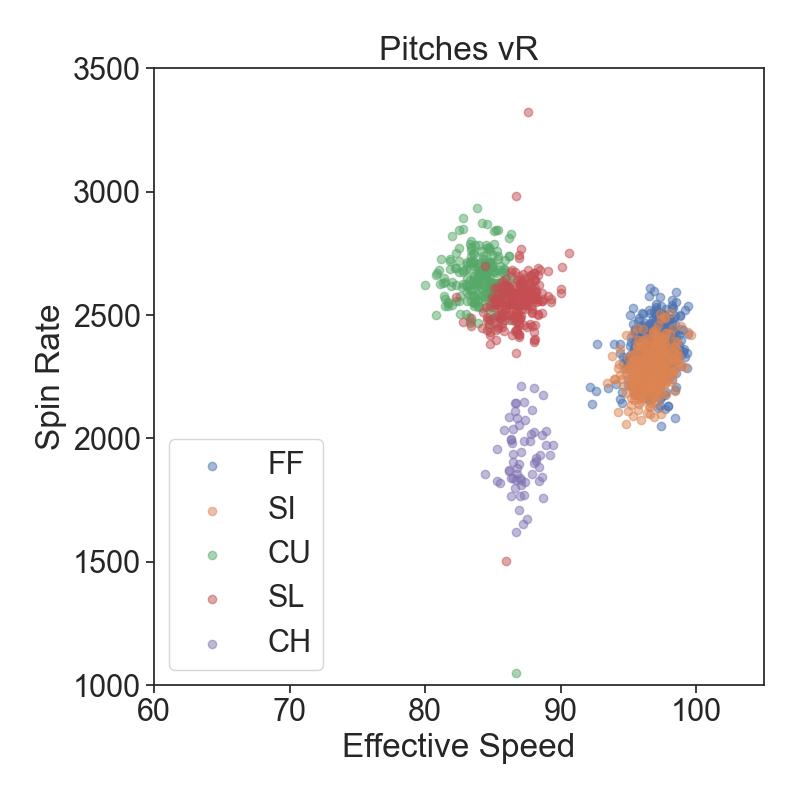 Pitches vR
3500
3000
2500
2000
1500
1000
Spin Rate
FF
SI
CU
SL
CH
60 70 80 90 100
Effective Speed